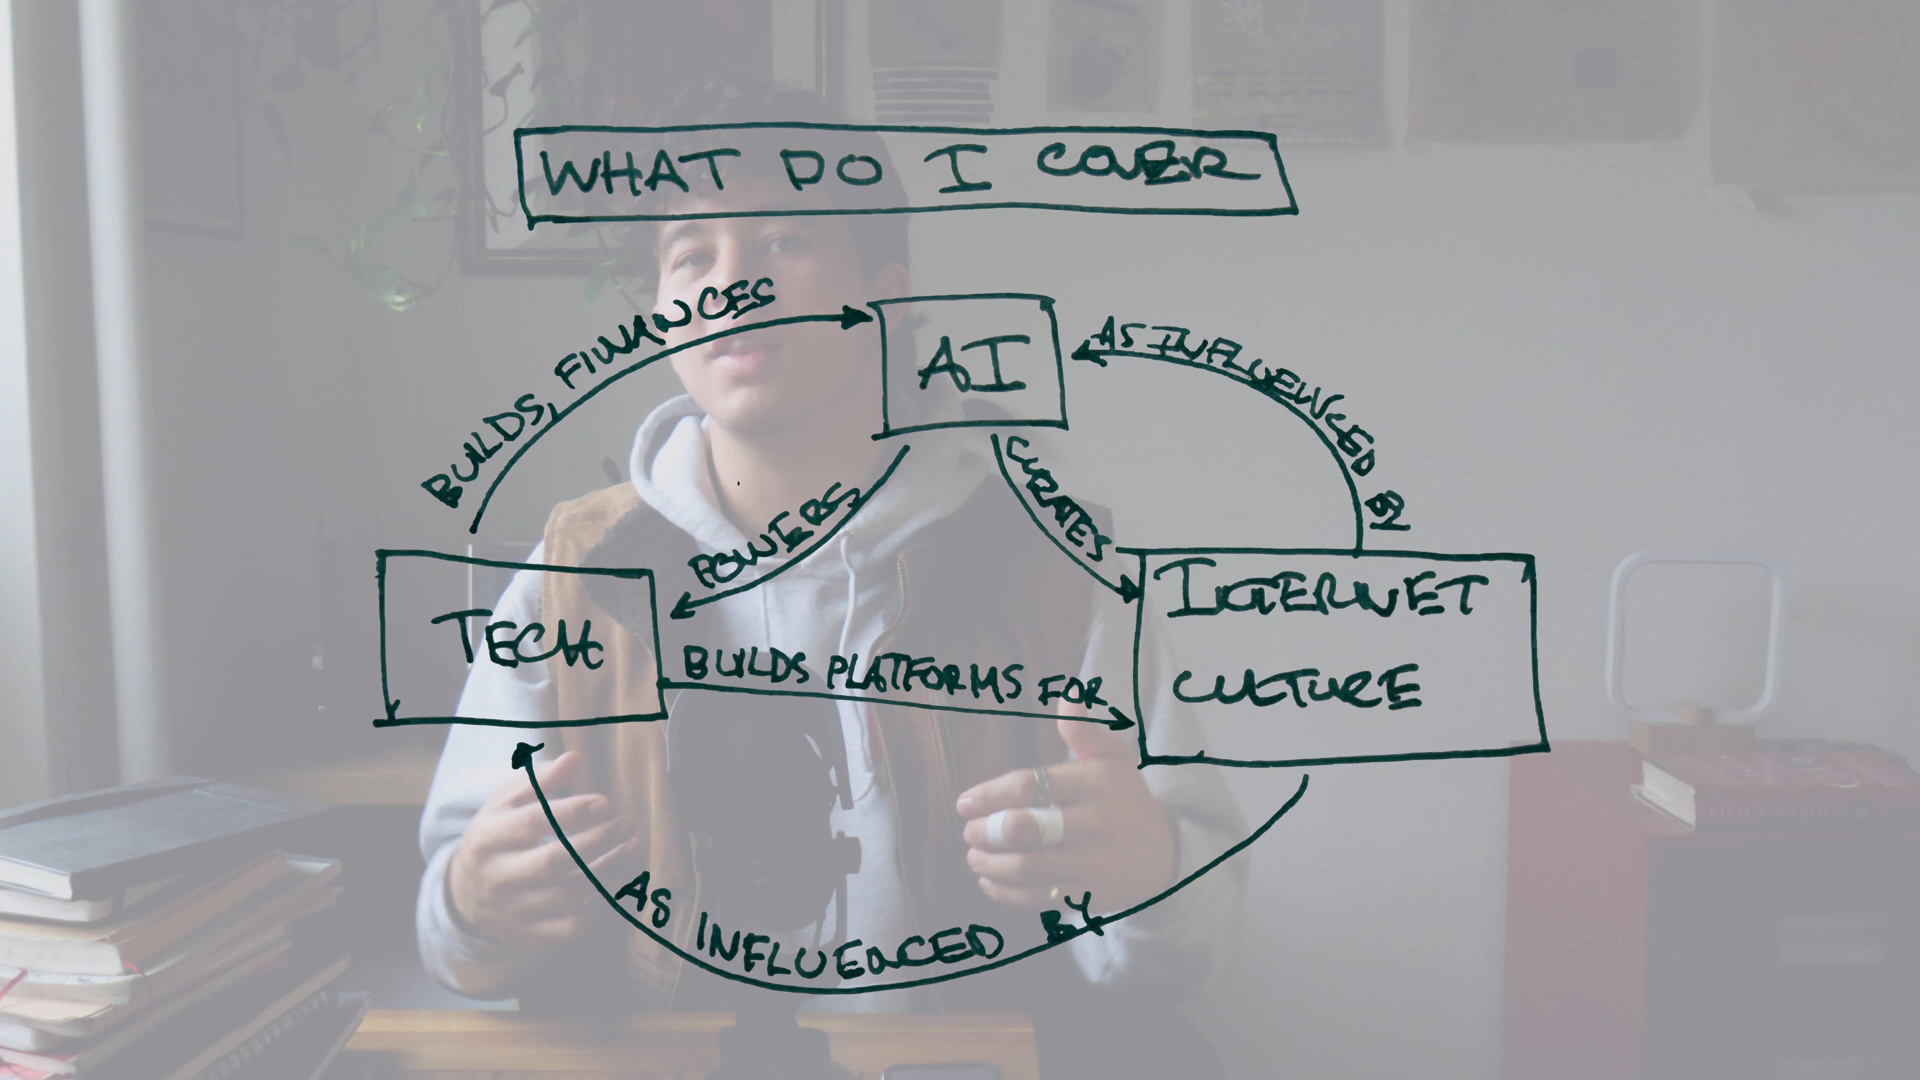 WHAT DO I COVER
BUILDS, FINANCES
AI
AS INFLUENCED BY
POWERS
CURATES
TECH
BUILDS PLATFORMS FOR
INTERNET
CULTURE
AS INFLUENCED BY